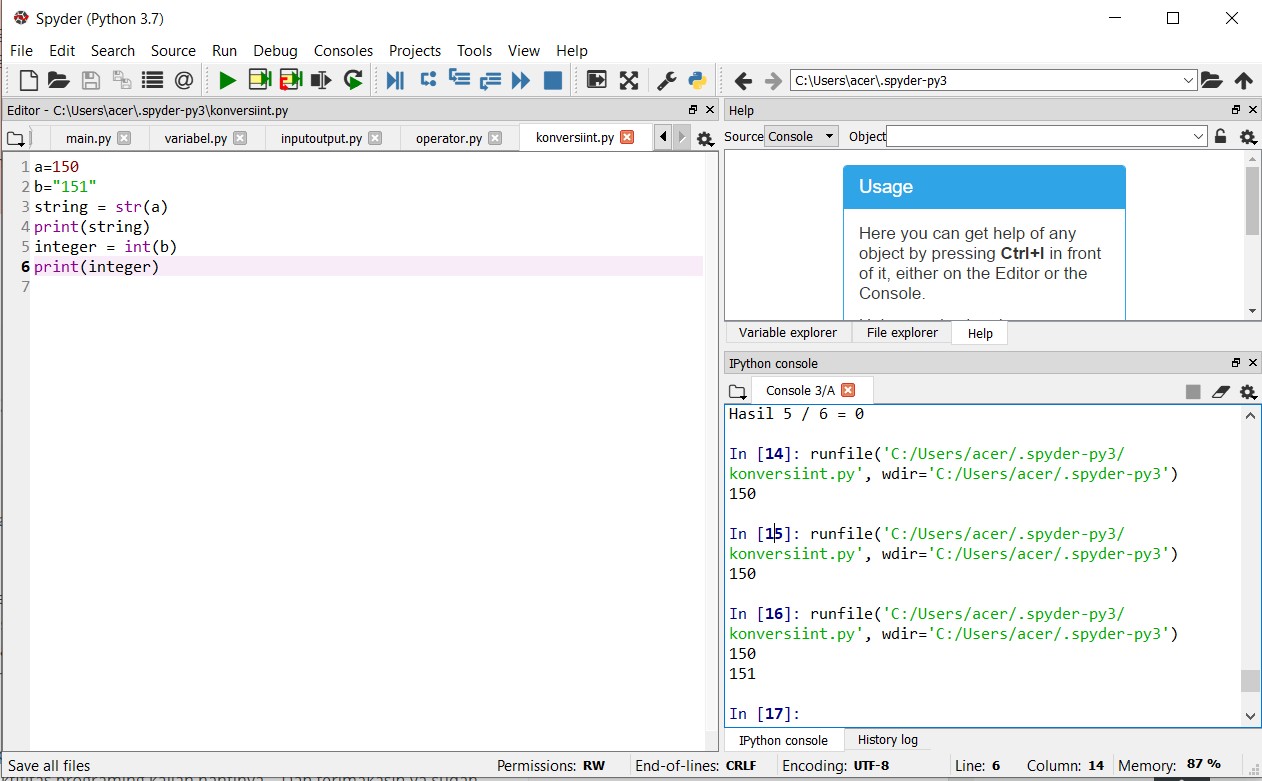 Spyder (Python 3.7)
File Edit Search Source Run Debug Consoles Projects Tools View Help
C:\Users\acer\.spyder-py3
Editor - C:\Users\acer\.spyder-py3\konversiint.py
main.py variabel.py inputoutput.py operator.py konversiint.py
1 a=150
2 b="151"
3 string = str(a)
4 print(string)
5 integer = int(b)
6 print(integer)
7
Help
Source Console Object
Usage
Here you can get help of any
object by pressing Ctrl+I in front
of it, either on the Editor or the
Console.
Variable explorer File explorer Help
IPython console
Console 3/A
Hasil 5 / 6 = 0
In [14]: runfile('C:/Users/acer/.spyder-py3/
konversiint.py', wdir='C:/Users/acer/.spyder-py3')
150
In [15]: runfile('C:/Users/acer/.spyder-py3/
konversiint.py', wdir='C:/Users/acer/.spyder-py3')
150
In [16]: runfile('C:/Users/acer/.spyder-py3/
konversiint.py', wdir='C:/Users/acer/.spyder-py3')
150
151
In [17]:
IPython console History log
Save all files Permissions: RW End-of-lines: CRLF Encoding: UTF-8 Line: 6 Column: 14 Memory: 87 %